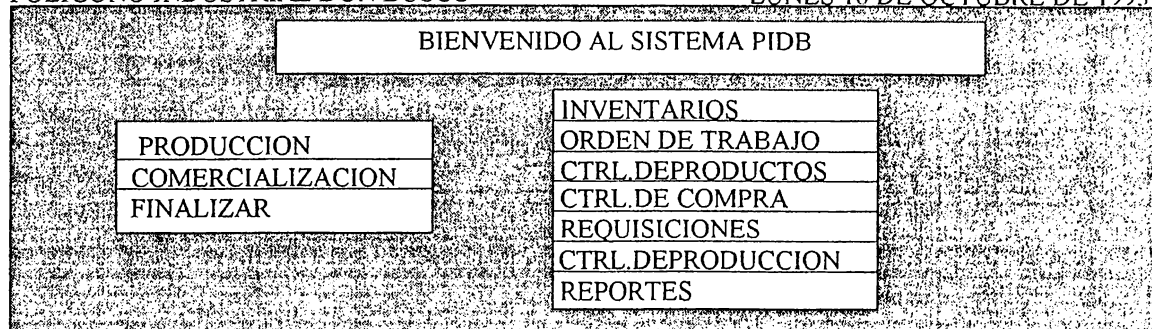 BIENVENIDO AL SISTEMA PIDB
PRODUCCION
COMERCIALIZACION
FINALIZAR
INVENTARIOS
ORDEN DE TRABAJO
CTRL.DEPRODUCTOS
CTRL.DE COMPRA
REQUISICIONES
CTRL.DEPRODUCCION
REPORTES